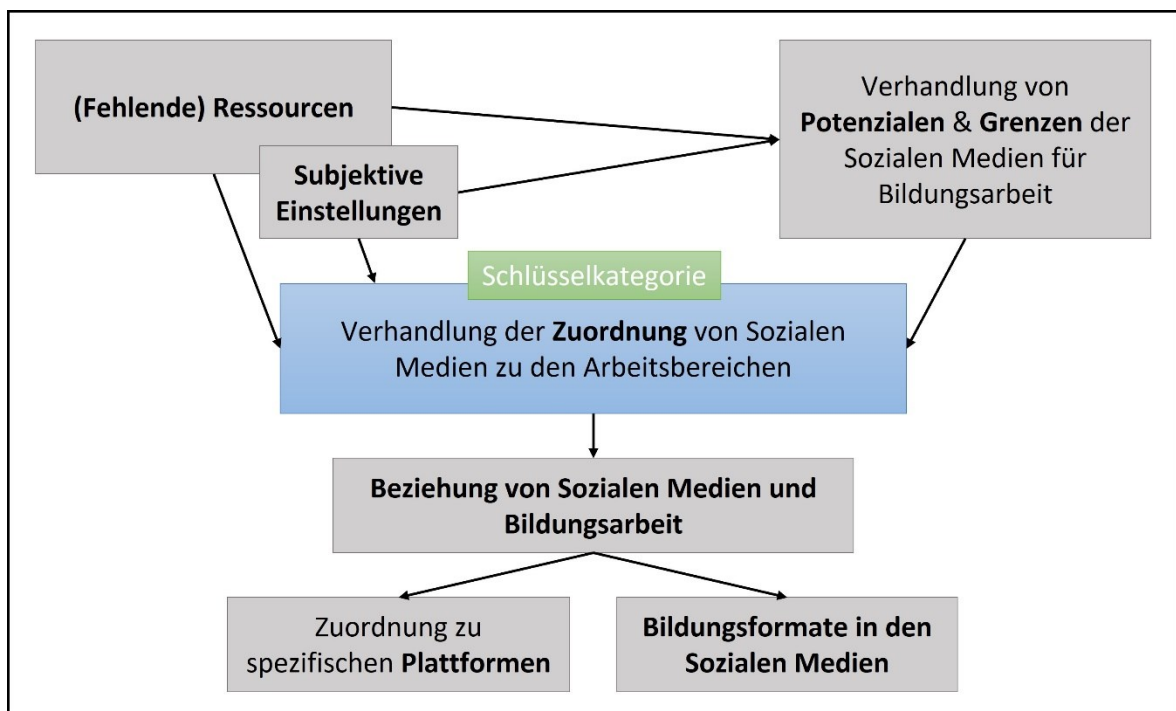 (Fehlende) Ressourcen
Subjektive
Einstellungen
Verhandlung von
Potenzialen & Grenzen der
Sozialen Medien für
Bildungsarbeit
Schlüsselkategorie
Verhandlung der Zuordnung von Sozialen
Medien zu den Arbeitsbereichen
Beziehung von Sozialen Medien und
Bildungsarbeit
Zuordnung zu
spezifischen Plattformen
Bildungsformate in den
Sozialen Medien